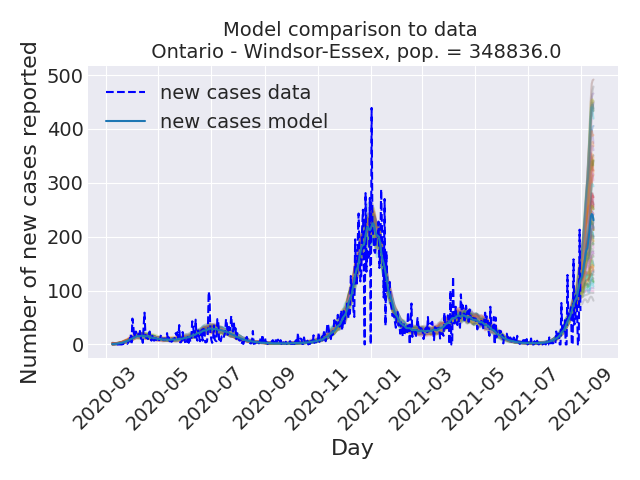 Model comparison to data
Ontario - Windsor-Essex, pop. = 348836.0
Number of new cases reported
500
400
300
200
100
0
new cases data
new cases model
2020-03
2020-05
2020-07
2020-09
2020-11
2021-01
2021-03
2021-05
2021-07
2021-09
Day